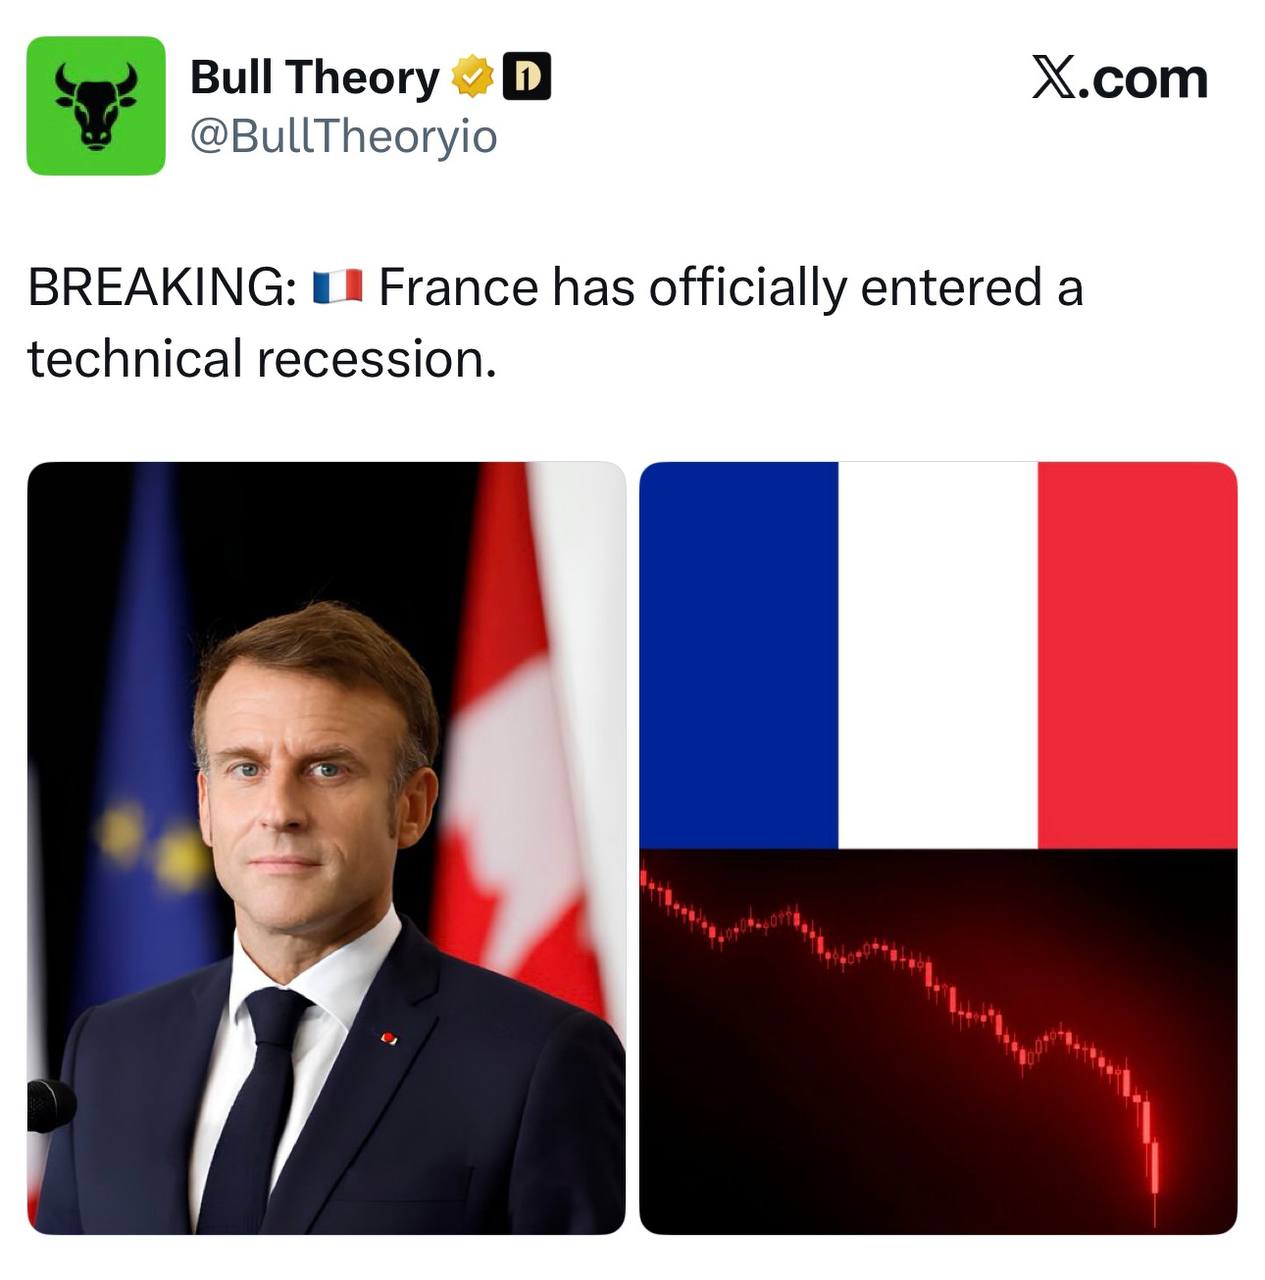 Bull Theory
X.com
@BullTheoryio
BREAKING: 🇫🇷 France has officially entered a
technical recession.